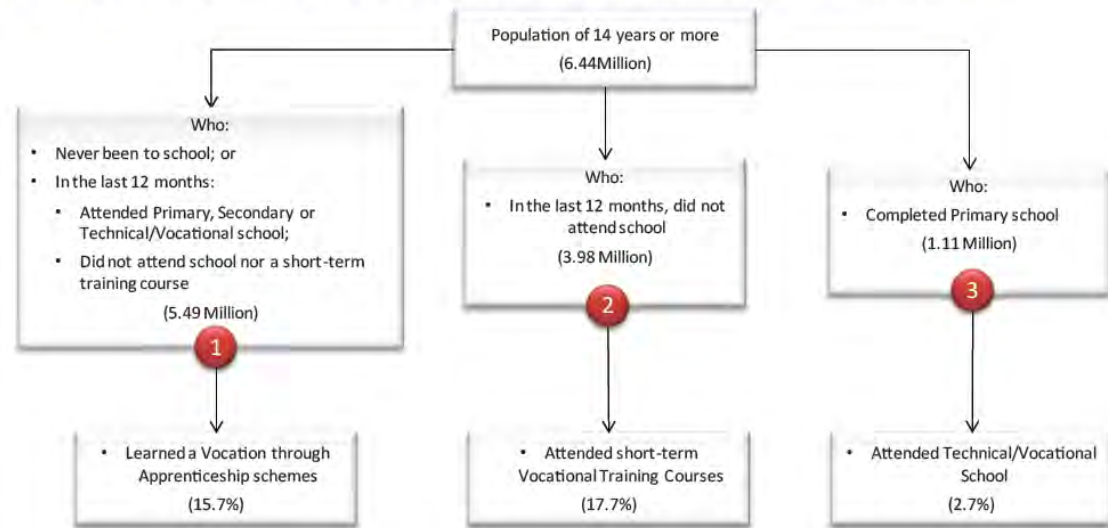 Population of 14 years or more
(6.44Million)
Who:
• Never been to school; or
• In the last 12 months:
• Attended Primary, Secondary or
Technical/Vocational school;
• Did not attend school nor a short-term
training course
(5.49 Million)
1
Who:
• In the last 12 months, did not
attend school
(3.98 Million)
2
Who:
• Completed Primary school
(1.11 Million)
3
• Learned a Vocation through
Apprenticeship schemes
(15.7%)
• Attended short-term
Vocational Training Courses
(17.7%)
• Attended Technical/Vocational
School
(2.7%)